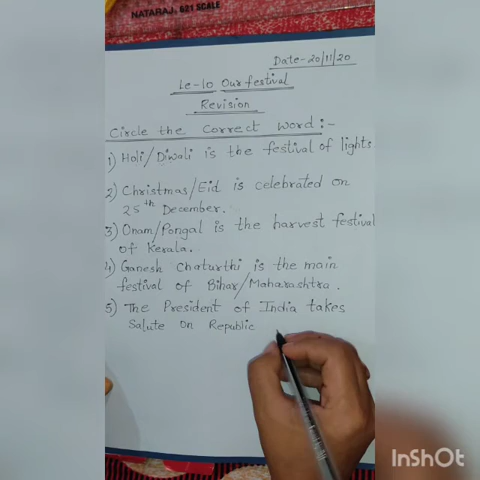 NATARAJ, 621 SCALE
Date-20/11/20
Le-10 Our festival
Revision
Circle the Correct Word:-
1) Holi/Diwali is the festival of lights
2) Christmas/Eid is celebrated on
25th December.
3) Onam/Pongal is the harvest festival
of Kerala.
4) Ganesh Chaturthi is the main
festival of Bihar/Maharashtra.
5) The President of India takes
Salute on Republic
InShOt